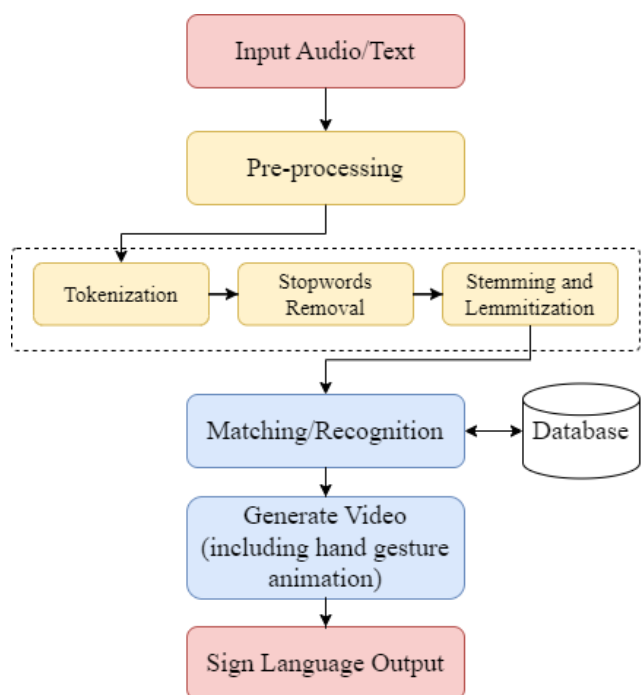 Input Audio/Text
Pre-processing
Tokenization
Stopwords
Removal
Stemming and
Lemmitization
Matching/Recognition
Database
Generate Video
(including hand gesture
animation)
Sign Language Output